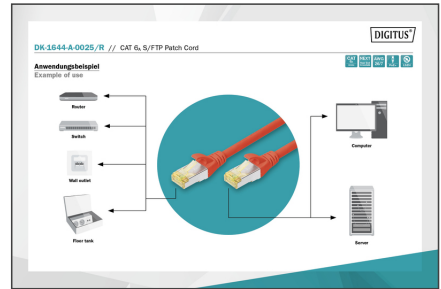 DIGITUS®
DK-1644-A-0025/R // CAT 6A S/FTP Patch Cord
Anwendungsbeispiel
Example of use
Router
Switch
Wall outlet
Floor tank
Computer
Server